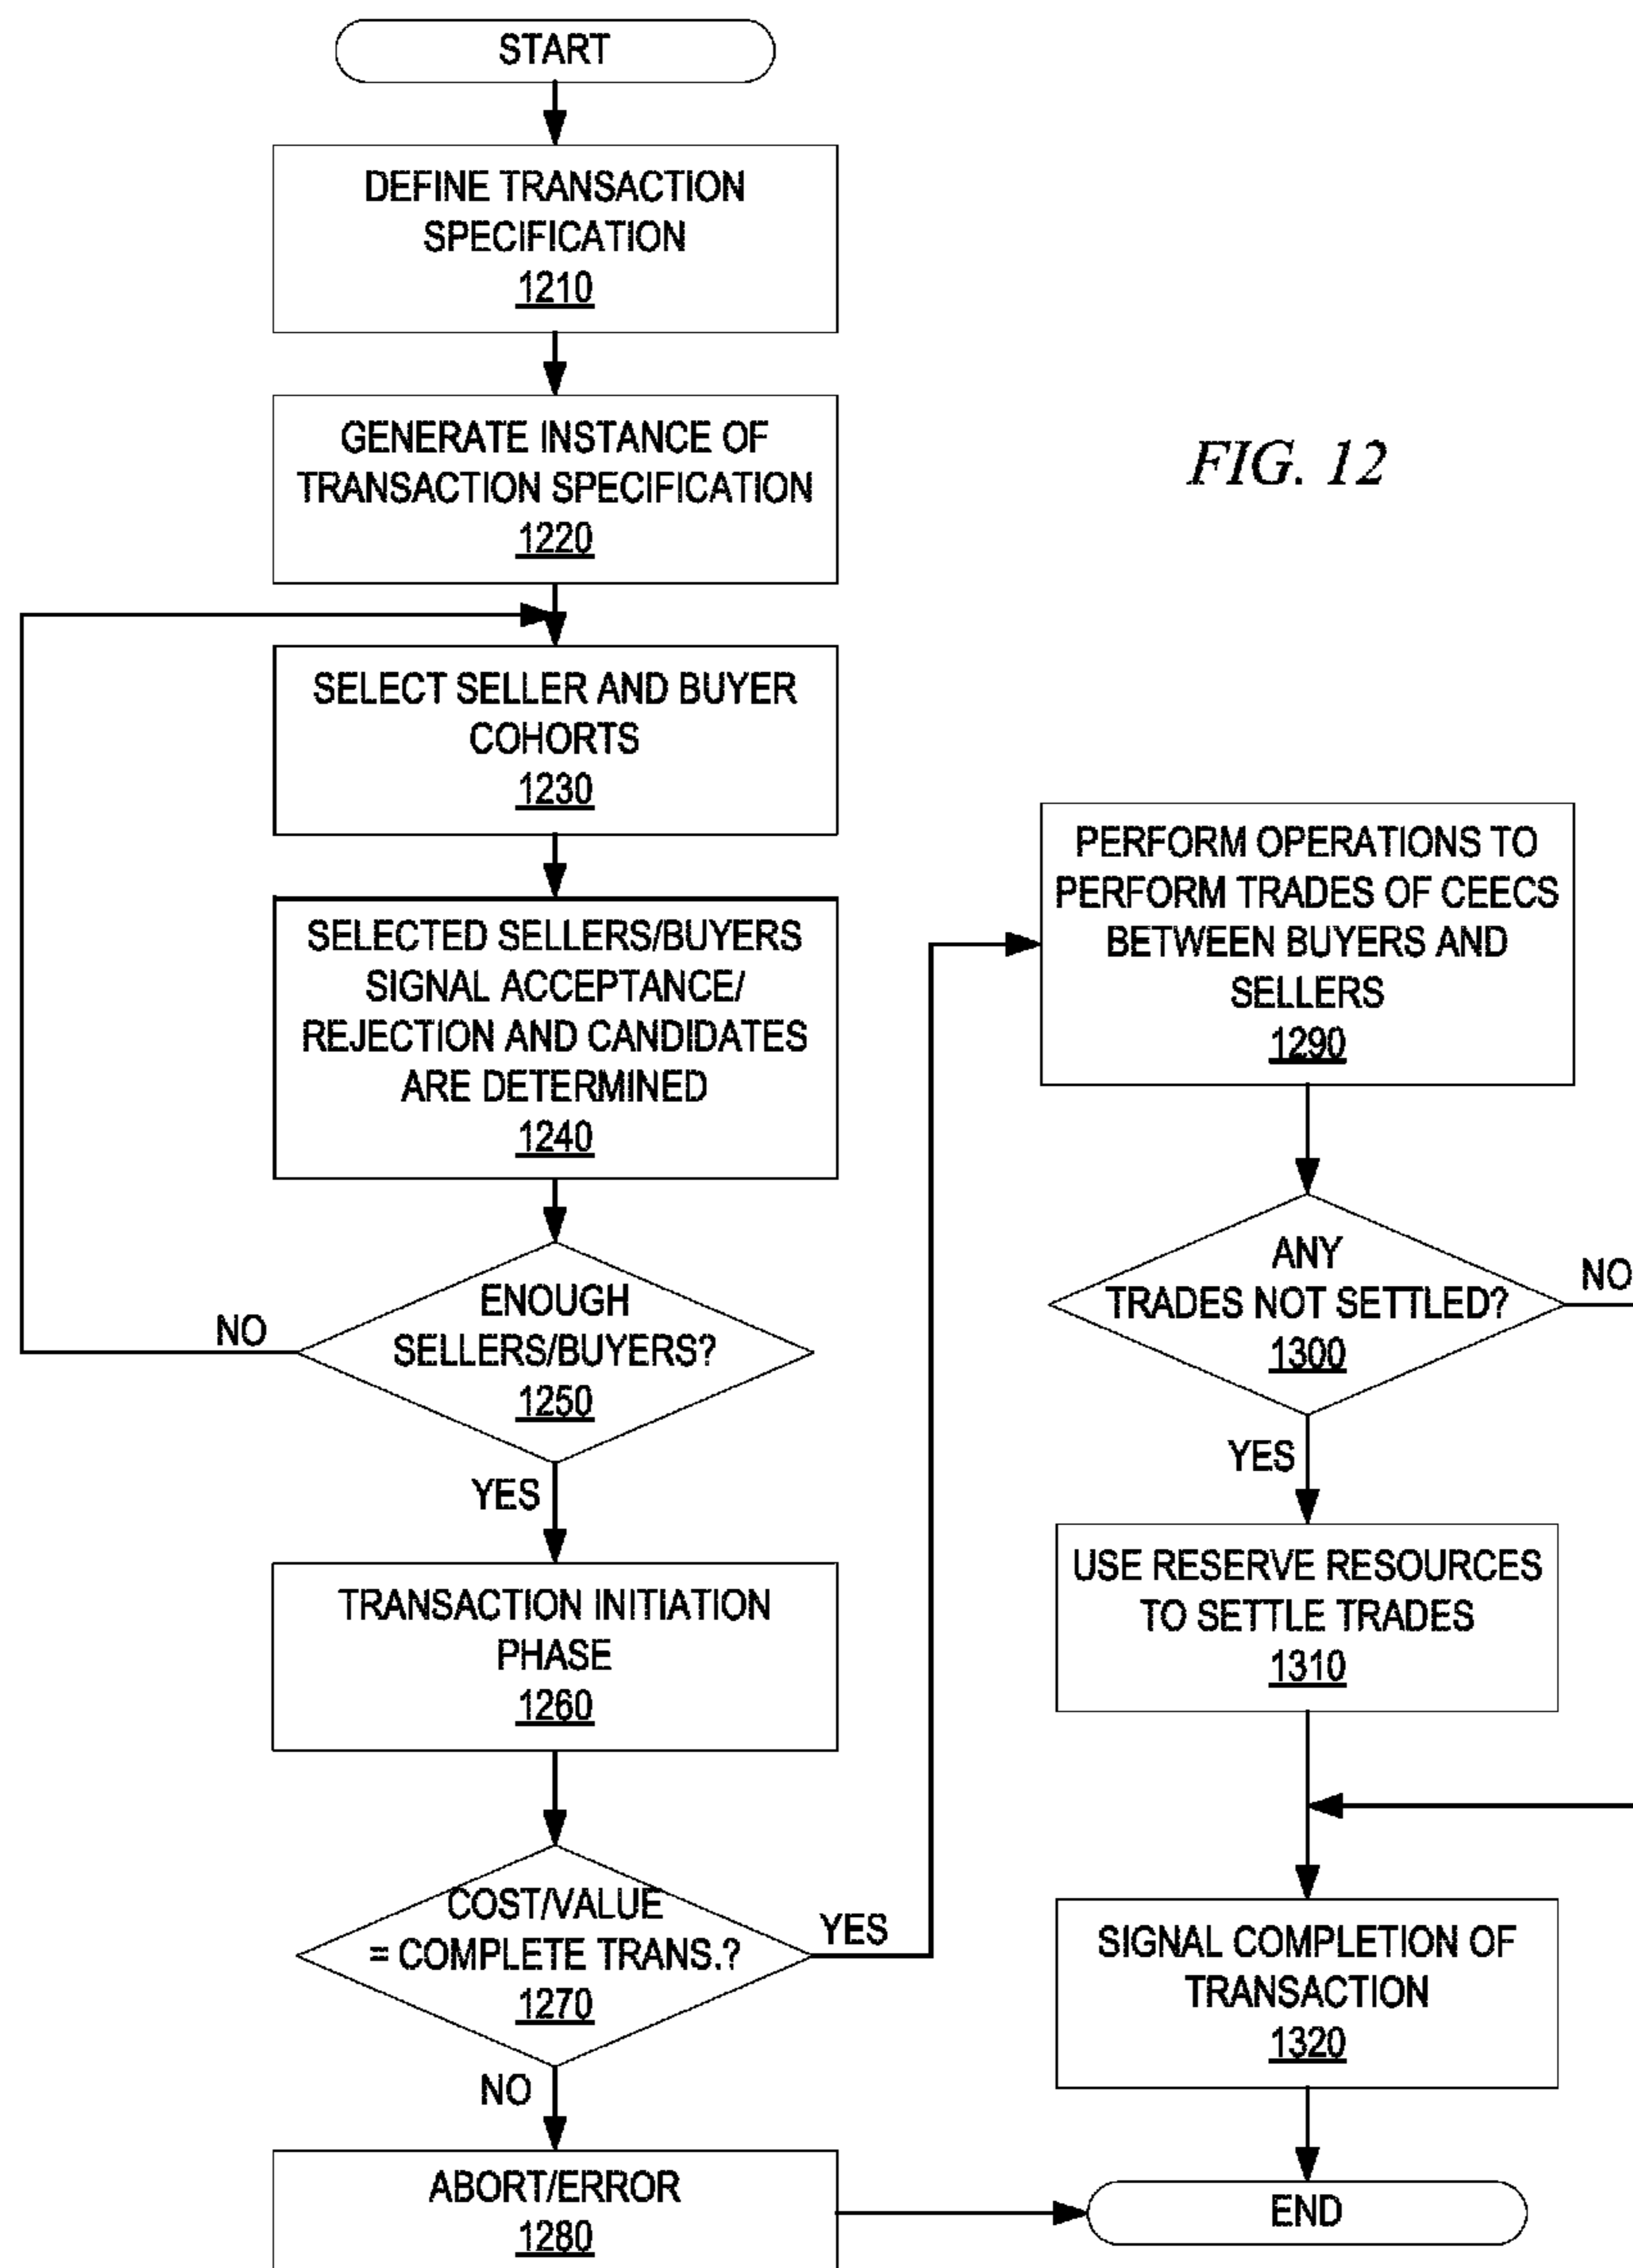 START
DEFINE TRANSACTION
SPECIFICATION
1210
GENERATE INSTANCE OF
TRANSACTION SPECIFICATION
1220
FIG. 12
SELECT SELLER AND BUYER
COHORTS
1230
SELECTED SELLERS/BUYERS
SIGNAL ACCEPTANCE/
REJECTION AND CANDIDATES
ARE DETERMINED
1240
ENOUGH
SELLERS/BUYERS?
1250
NO
YES
TRANSACTION INITIATION
PHASE
1260
COST/VALUE
= COMPLETE TRANS.?
1270
YES
NO
ABORT/ERROR
1280
PERFORM OPERATIONS TO
PERFORM TRADES OF CEECS
BETWEEN BUYERS AND
SELLERS
1290
ANY
TRADES NOT SETTLED?
1300
NO
YES
USE RESERVE RESOURCES
TO SETTLE TRADES
1310
SIGNAL COMPLETION OF
TRANSACTION
1320
END